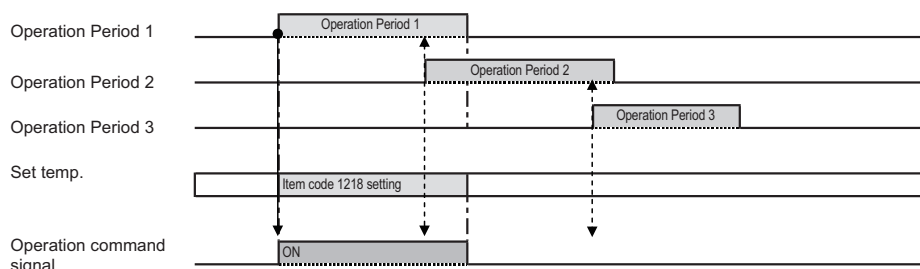 Operation Period 1
Operation Period 1
Operation Period 2
Operation Period 2
Operation Period 3
Operation Period 3
Set temp.
Item code 1218 setting
Operation command
signal
ON